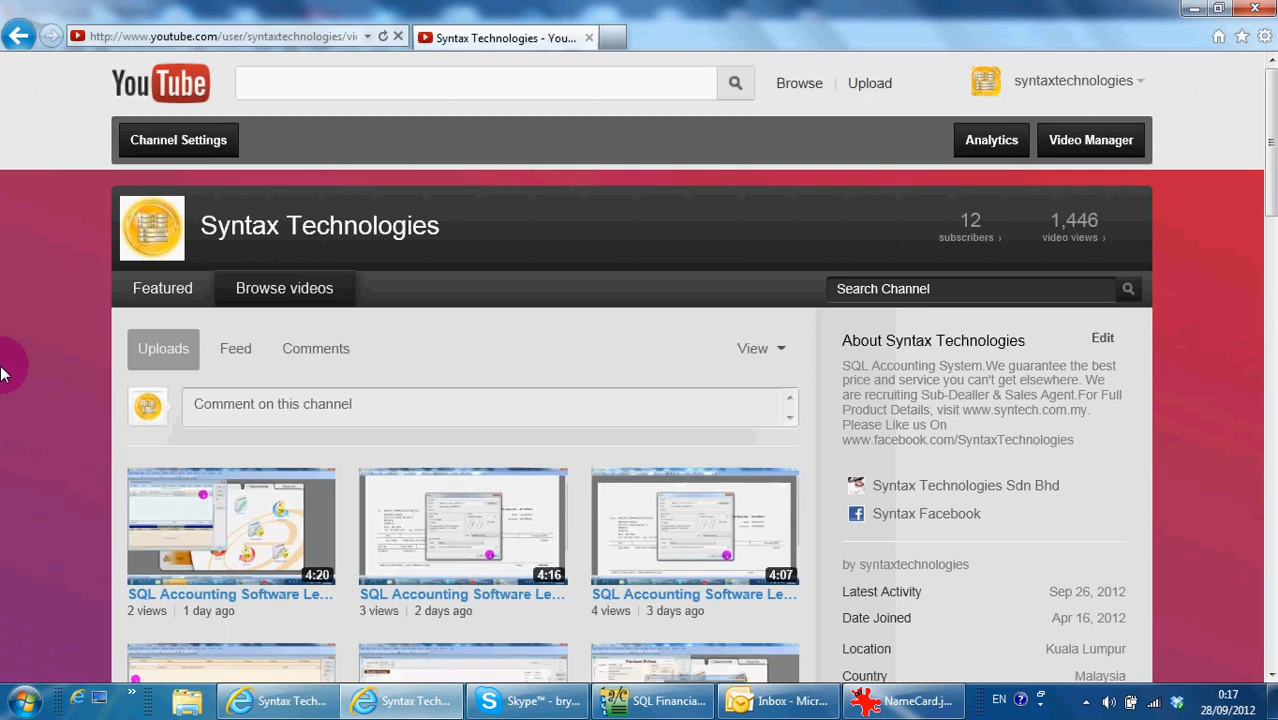 http://www.youtube.com/user/syntaxtechnologies/vi
Syntax Technologies - You...
YouTube
Browse
Upload
syntaxtechnologies
Channel Settings
Analytics
Video Manager
Syntax Technologies
12
subscribers ›
1,446
video views ›
Featured
Browse videos
Search Channel
Uploads
Feed
Comments
View
Comment on this channel
4:20
SQL Accounting Software Le...
2 views
1 day ago
4:16
SQL Accounting Software Le...
3 views
2 days ago
4:07
SQL Accounting Software Le...
4 views
3 days ago
About Syntax Technologies
Edit
SQL Accounting System.We guarantee the best
price and service you can't get elsewhere. We
are recruiting Sub-Dealler & Sales Agent.For Full
Product Details, visit www.syntech.com.my.
Please Like us On
www.facebook.com/SyntaxTechnologies
Syntax Technologies Sdn Bhd
Syntax Facebook
by syntaxtechnologies
Latest Activity
Sep 26, 2012
Date Joined
Apr 16, 2012
Location
Kuala Lumpur
Country
Malaysia
Syntax Tech...
Syntax Tech...
Skype™ - bry...
SQL Financia...
Inbox - Micr...
NameCard.j...
EN
0:17
28/09/2012